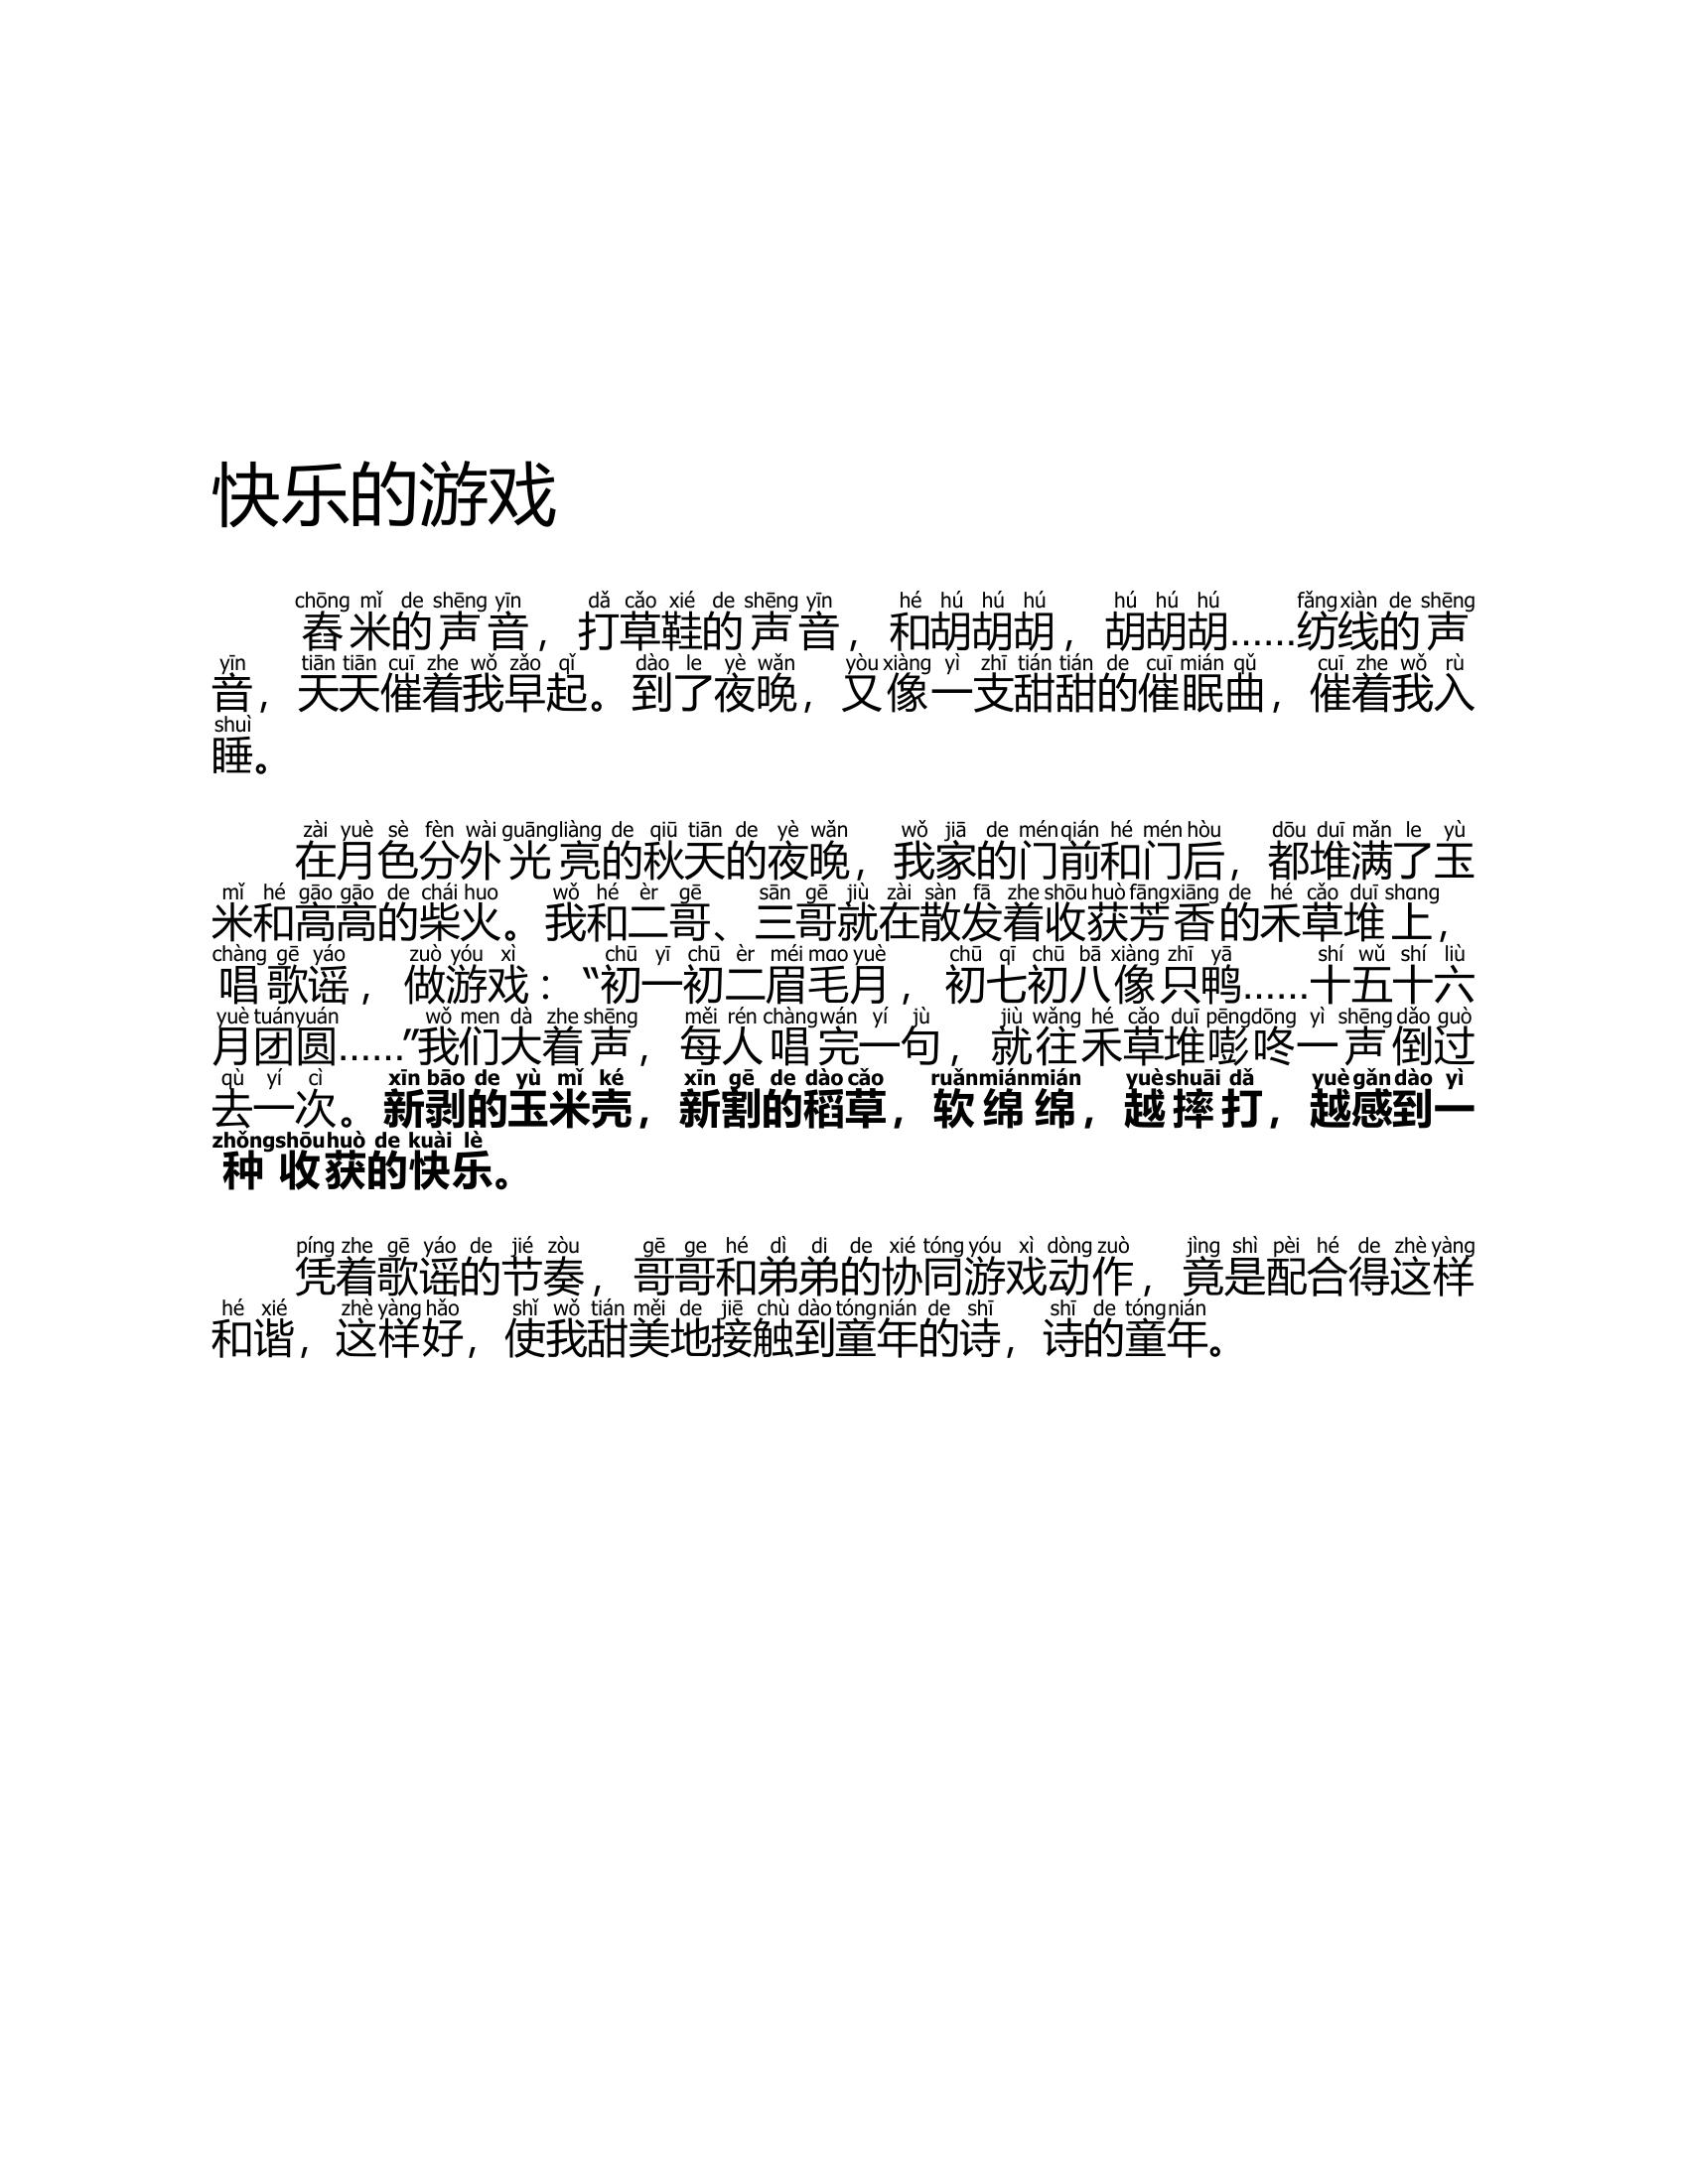 快乐的游戏
chōng mǐ de shēng yīn dǎ cǎo xié de shēng yīn hé hú hú hú hú hú hú fǎng xiàn de shēng
舂米的声音，打草鞋的声音，和胡胡胡，胡胡胡……纺线的声
yīn tiān tiān cuī zhe wǒ zǎo qǐ dào le yè wǎn yòu xiàng yì zhī tián tián de cuī mián qǔ cuī zhe wǒ rù
音，天天催着我早起。到了夜晚，又像一支甜甜的催眠曲，催着我入
shuì
睡。
zài yuè sè fèn wài guāng liàng de qiū tiān de yè wǎn wǒ jiā de mén qián hé mén hòu dōu duī mǎn le yù
在月色分外光亮的秋天的夜晚，我家的门前和门后，都堆满了玉
mǐ hé gāo gāo de chái huo wǒ hé èr gē sān gē jiù zài sàn fā zhe shōu huò fāng xiāng de hé cǎo duī shɑng
米和高高的柴火。我和二哥、三哥就在散发着收获芳香的禾草堆上，
chàng gē yáo zuò yóu xì chū yī chū èr méi mɑo yuè chū qī chū bā xiàng zhī yā shí wǔ shí liù
唱歌谣，做游戏：“初一初二眉毛月，初七初八像只鸭……十五十六
yuè tuán yuán wǒ men dà zhe shēng měi rén chàng wán yí jù jiù wǎng hé cǎo duī pēng dōng yì shēng dǎo guò
月团圆……”我们大着声，每人唱完一句，就往禾草堆嘭咚一声倒过
qù yí cì xīn bāo de yù mǐ ké xīn gē de dào cǎo ruǎn mián mián yuè shuāi dǎ yuè gǎn dào yì
去一次。新剥的玉米壳，新割的稻草，软绵绵，越摔打，越感到一
zhǒng shōu huò de kuài lè
种收获的快乐。
píng zhe gē yáo de jié zòu gē ge hé dì di de xié tóng yóu xì dòng zuò jìng shì pèi hé de zhè yàng
凭着歌谣的节奏，哥哥和弟弟的协同游戏动作，竟是配合得这样
hé xié zhè yàng hǎo shǐ wǒ tián měi de jiē chù dào tóng nián de shī shī de tóng nián
和谐，这样好，使我甜美地接触到童年的诗，诗的童年。